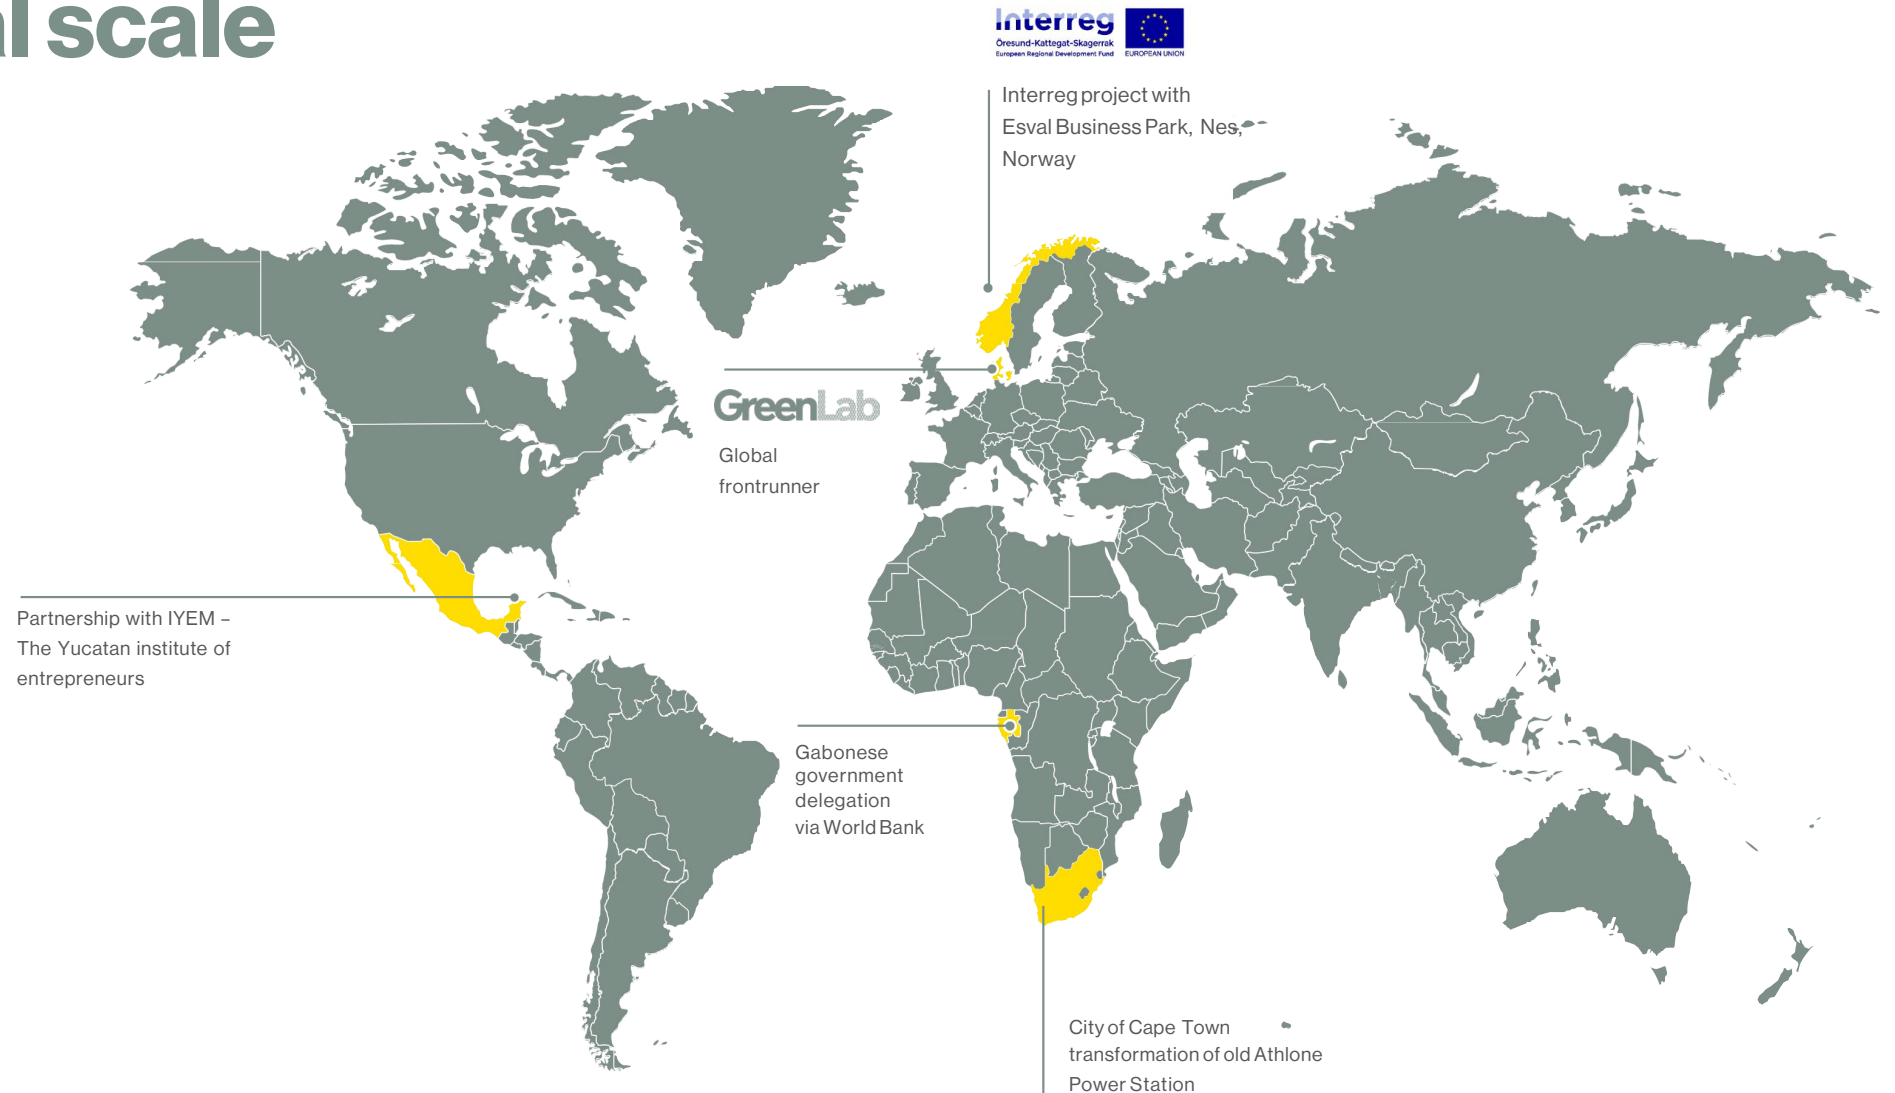 al scale
Interreg
Öresund-Kattegat-Skagerrak
European Regional Development Fund
EUROPEAN UNION
Interreg project with
Esval Business Park, Nes,
Norway
GreenLab
Global
frontrunner
Partnership with IYEM –
The Yucatan institute of
entrepreneurs
Gabonese
government
delegation
via World Bank
City of Cape Town
transformation of old Athlone
Power Station